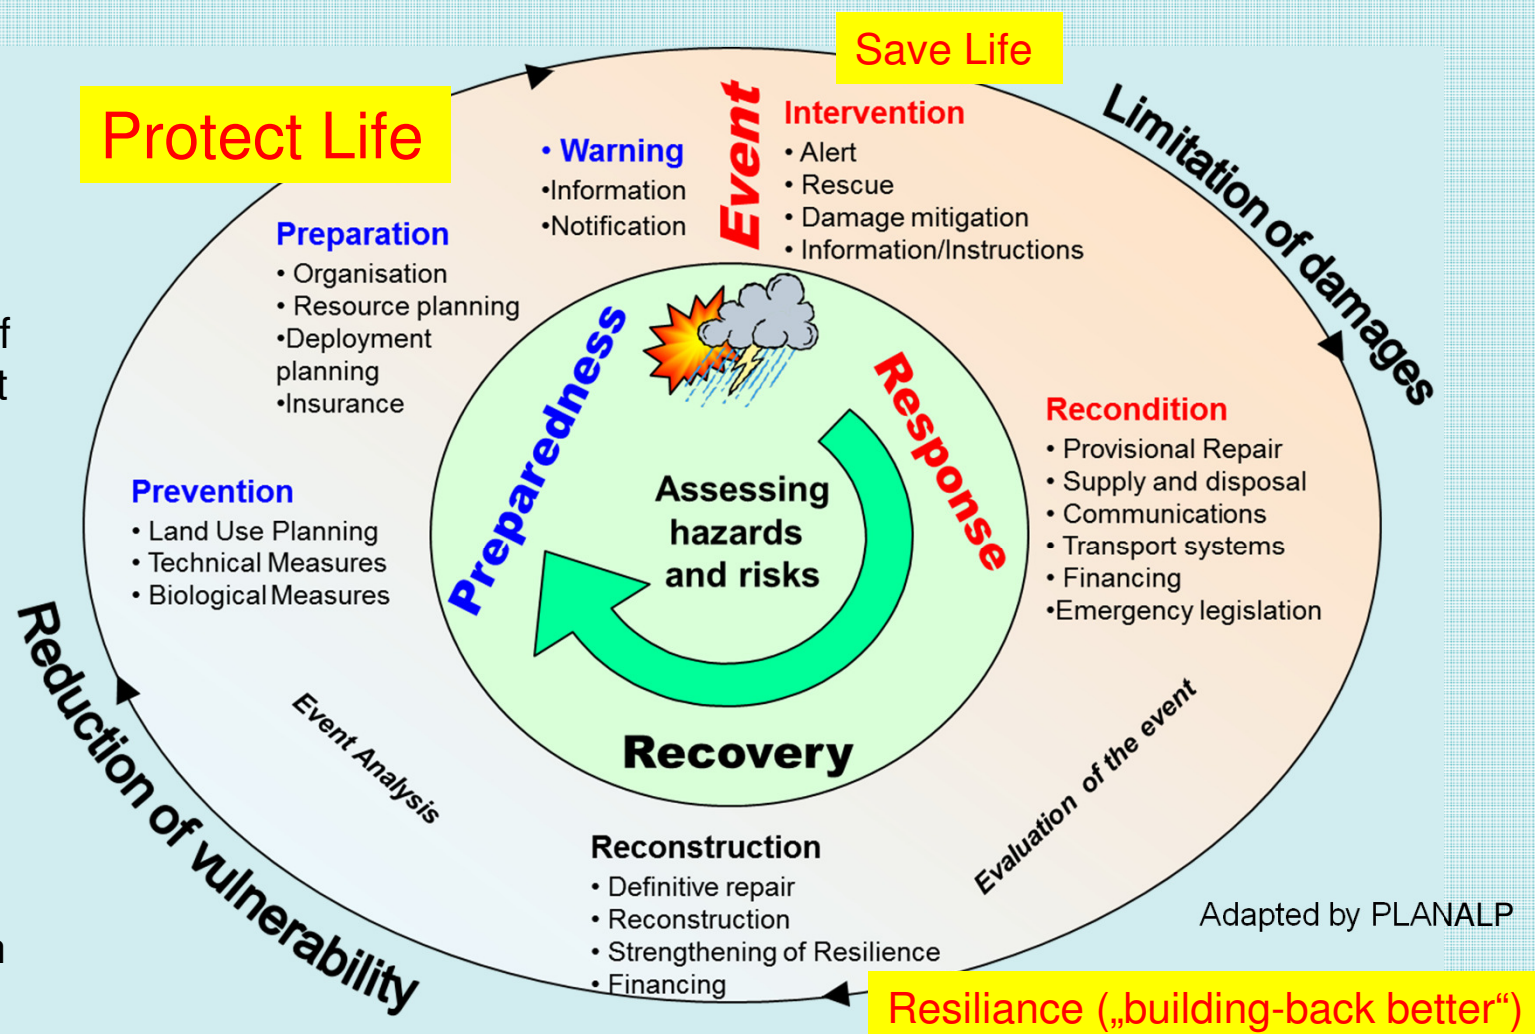 Save Life
Protect Life
Limitation of damages
Event
Intervention
• Alert
• Rescue
• Damage mitigation
• Information/Instructions
• Warning
•Information
•Notification
Preparation
• Organisation
• Resource planning
•Deployment
planning
•Insurance
Prevention
• Land Use Planning
• Technical Measures
• Biological Measures
Preparedness
Response
Assessing
hazards
and risks
Recovery
Recondition
• Provisional Repair
• Supply and disposal
• Communications
• Transport systems
• Financing
•Emergency legislation
Reduction of vulnerability
Event Analysis
Evaluation of the event
Reconstruction
• Definitive repair
• Reconstruction
• Strengthening of Resilience
• Financing
Adapted by PLANALP
Resiliance („building-back better“)